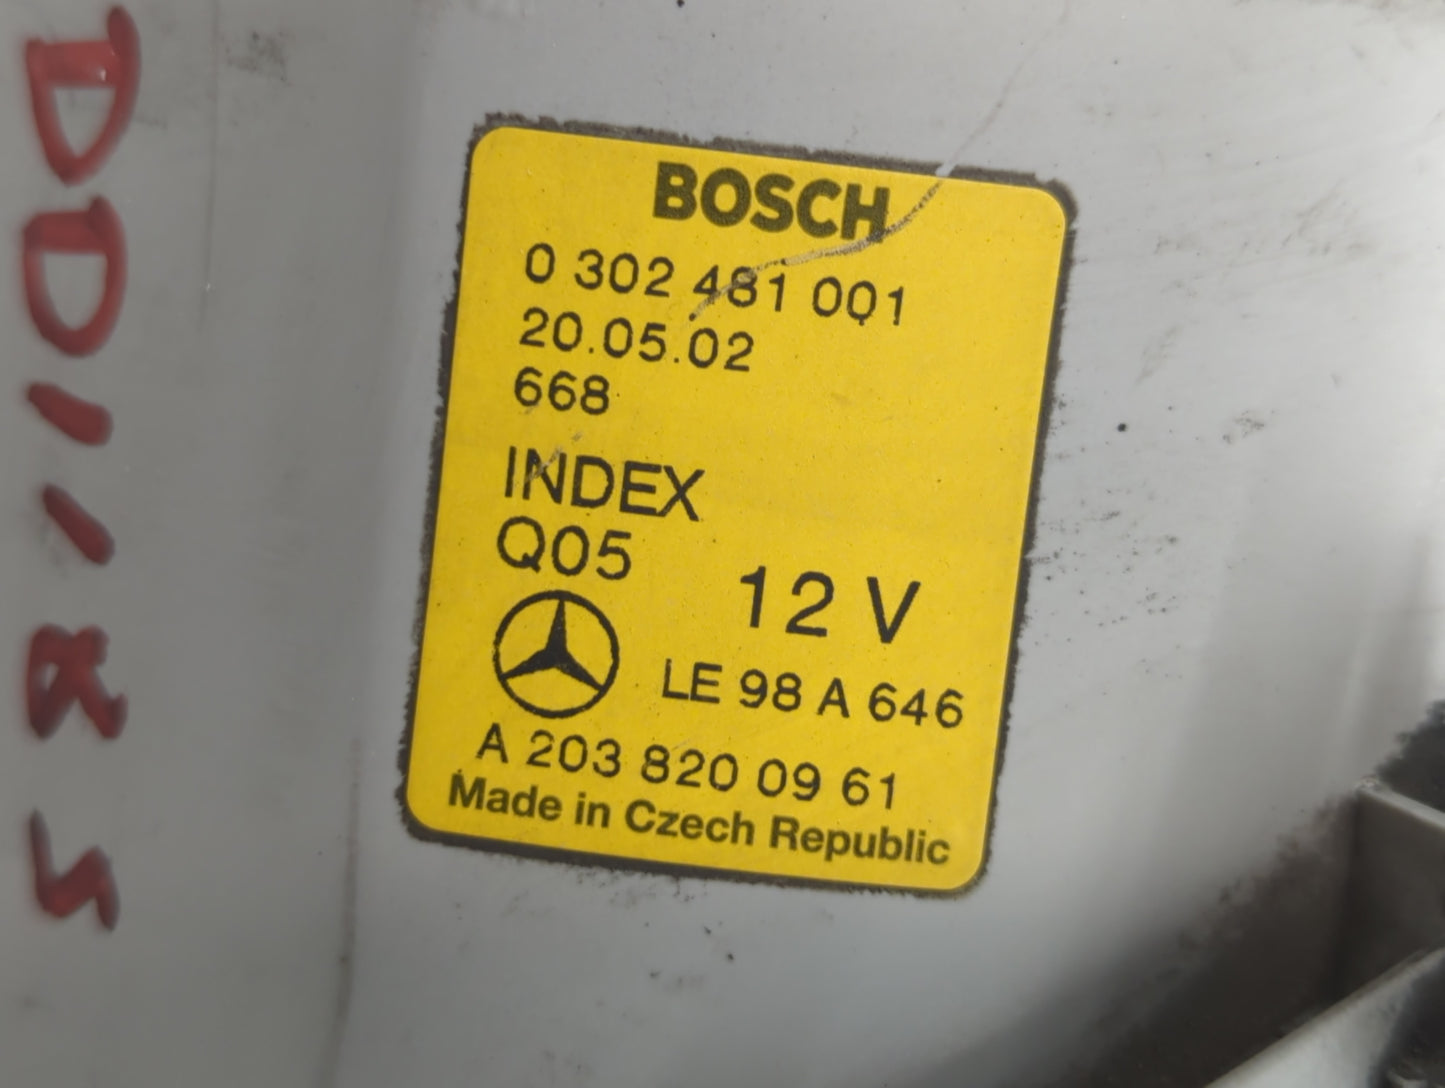 BOSCH
0 302 481 001
20.05.02
668
INDEX
Q05
12 V
LE 98 A 646
A 203 820 09 61
Made in Czech Republic